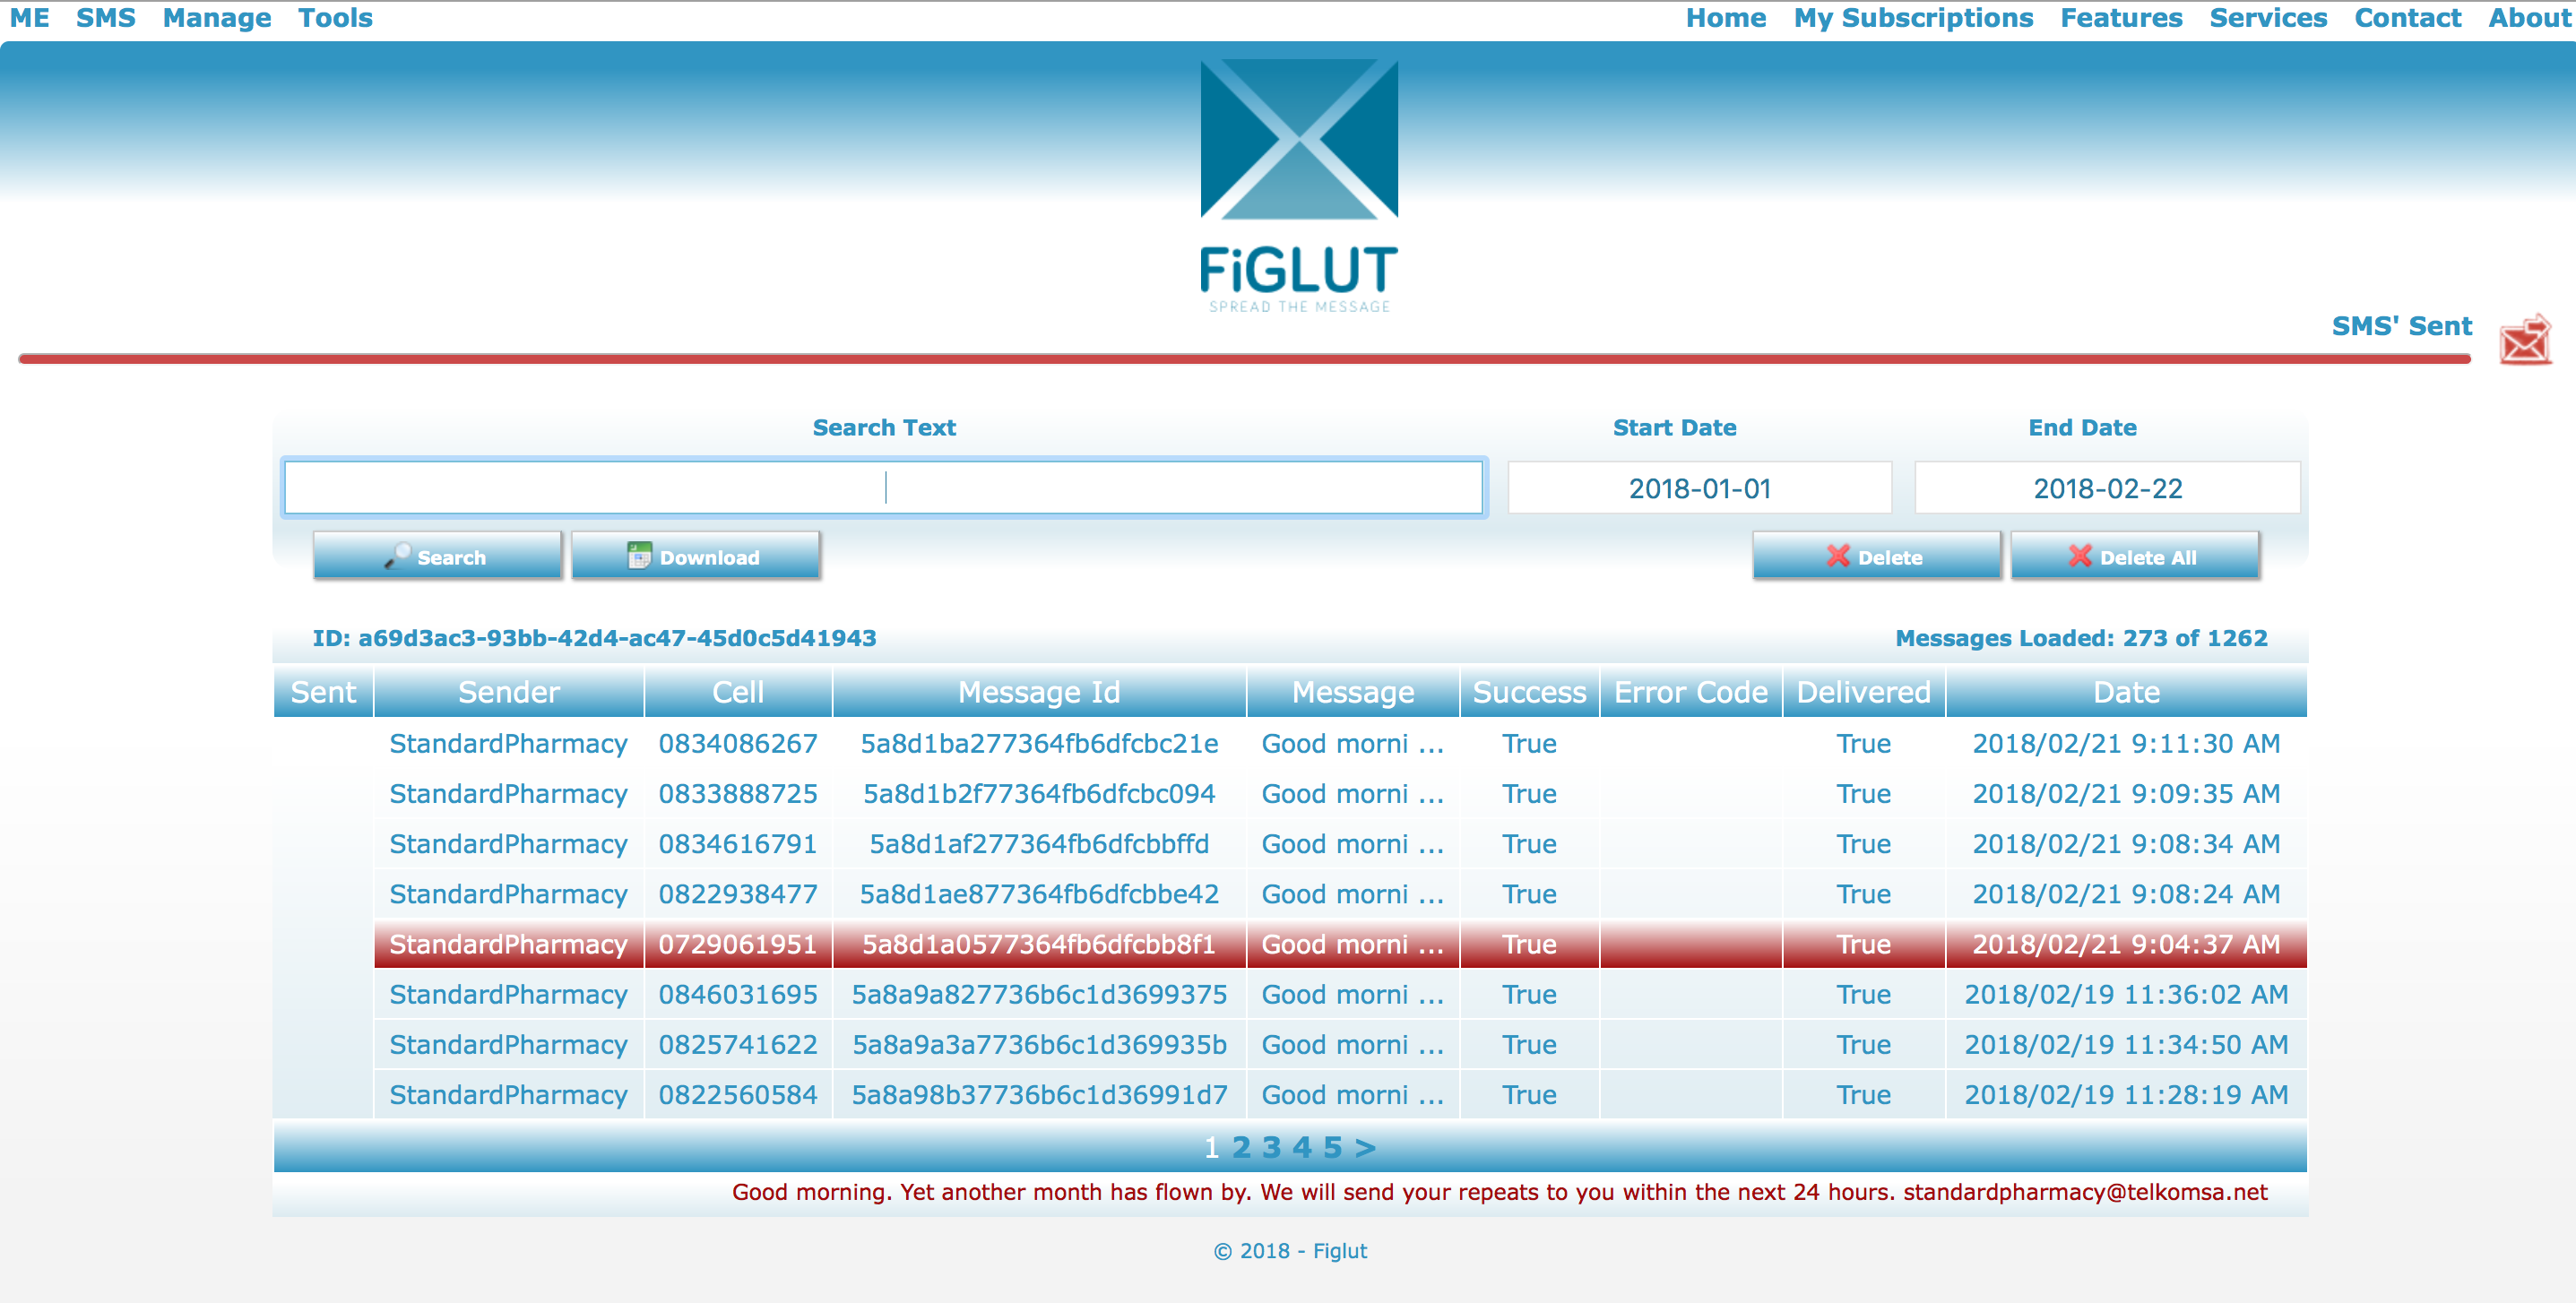 ME SMS Manage Tools Home My Subscriptions Features Services Contact About
FiGLUT
SPREAD THE MESSAGE
SMS' Sent
Search Text Start Date End Date
2018-01-01 2018-02-22
Search Download Delete Delete All
ID: a69d3ac3-93bb-42d4-ac47-45d0c5d41943 Messages Loaded: 273 of 1262
Sent Sender Cell Message Id Message Success Error Code Delivered Date
StandardPharmacy 0834086267 5a8d1ba277364fb6dfcbc21e Good morni ... True True 2018/02/21 9:11:30 AM
StandardPharmacy 0833888725 5a8d1b2f77364fb6dfcbc094 Good morni ... True True 2018/02/21 9:09:35 AM
StandardPharmacy 0834616791 5a8d1af277364fb6dfcbbffd Good morni ... True True 2018/02/21 9:08:34 AM
StandardPharmacy 0822938477 5a8d1ae877364fb6dfcbbe42 Good morni ... True True 2018/02/21 9:08:24 AM
StandardPharmacy 0729061951 5a8d1a0577364fb6dfcbb8f1 Good morni ... True True 2018/02/21 9:04:37 AM
StandardPharmacy 0846031695 5a8a9a827736b6c1d3699375 Good morni ... True True 2018/02/19 11:36:02 AM
StandardPharmacy 0825741622 5a8a9a3a7736b6c1d369935b Good morni ... True True 2018/02/19 11:34:50 AM
StandardPharmacy 0822560584 5a8a98b37736b6c1d36991d7 Good morni ... True True 2018/02/19 11:28:19 AM
1 2 3 4 5 >
Good morning. Yet another month has flown by. We will send your repeats to you within the next 24 hours. standardpharmacy@telkomsa.net
© 2018 - Figlut